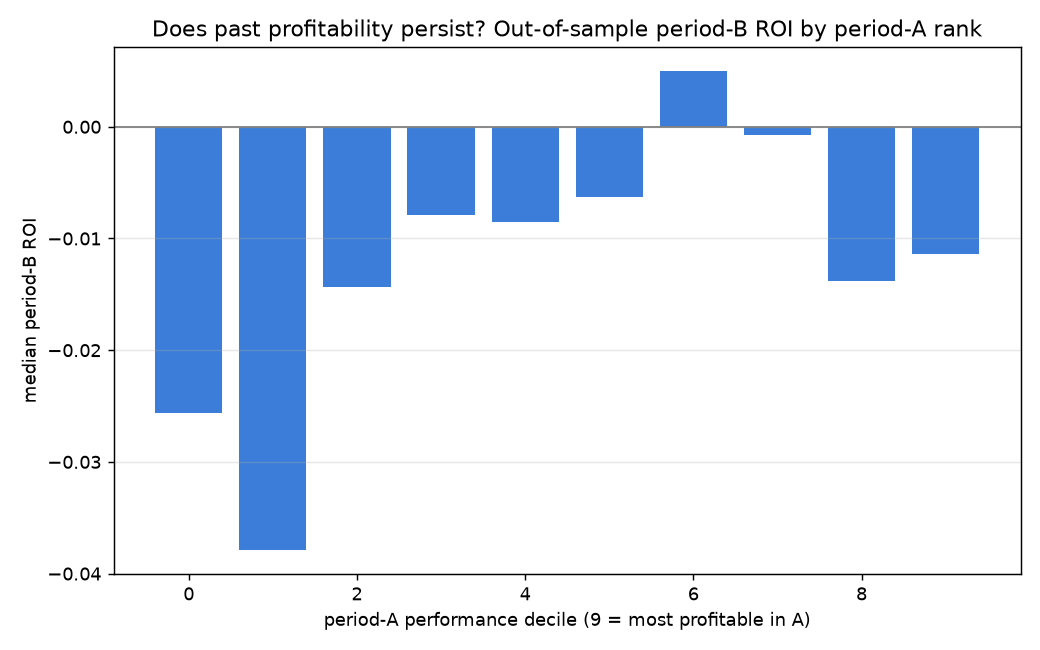 Does past profitability persist? Out-of-sample period-B ROI by period-A rank
median period-B ROI
0.00
−0.01
−0.02
−0.03
−0.04
0 2 4 6 8
period-A performance decile (9 = most profitable in A)